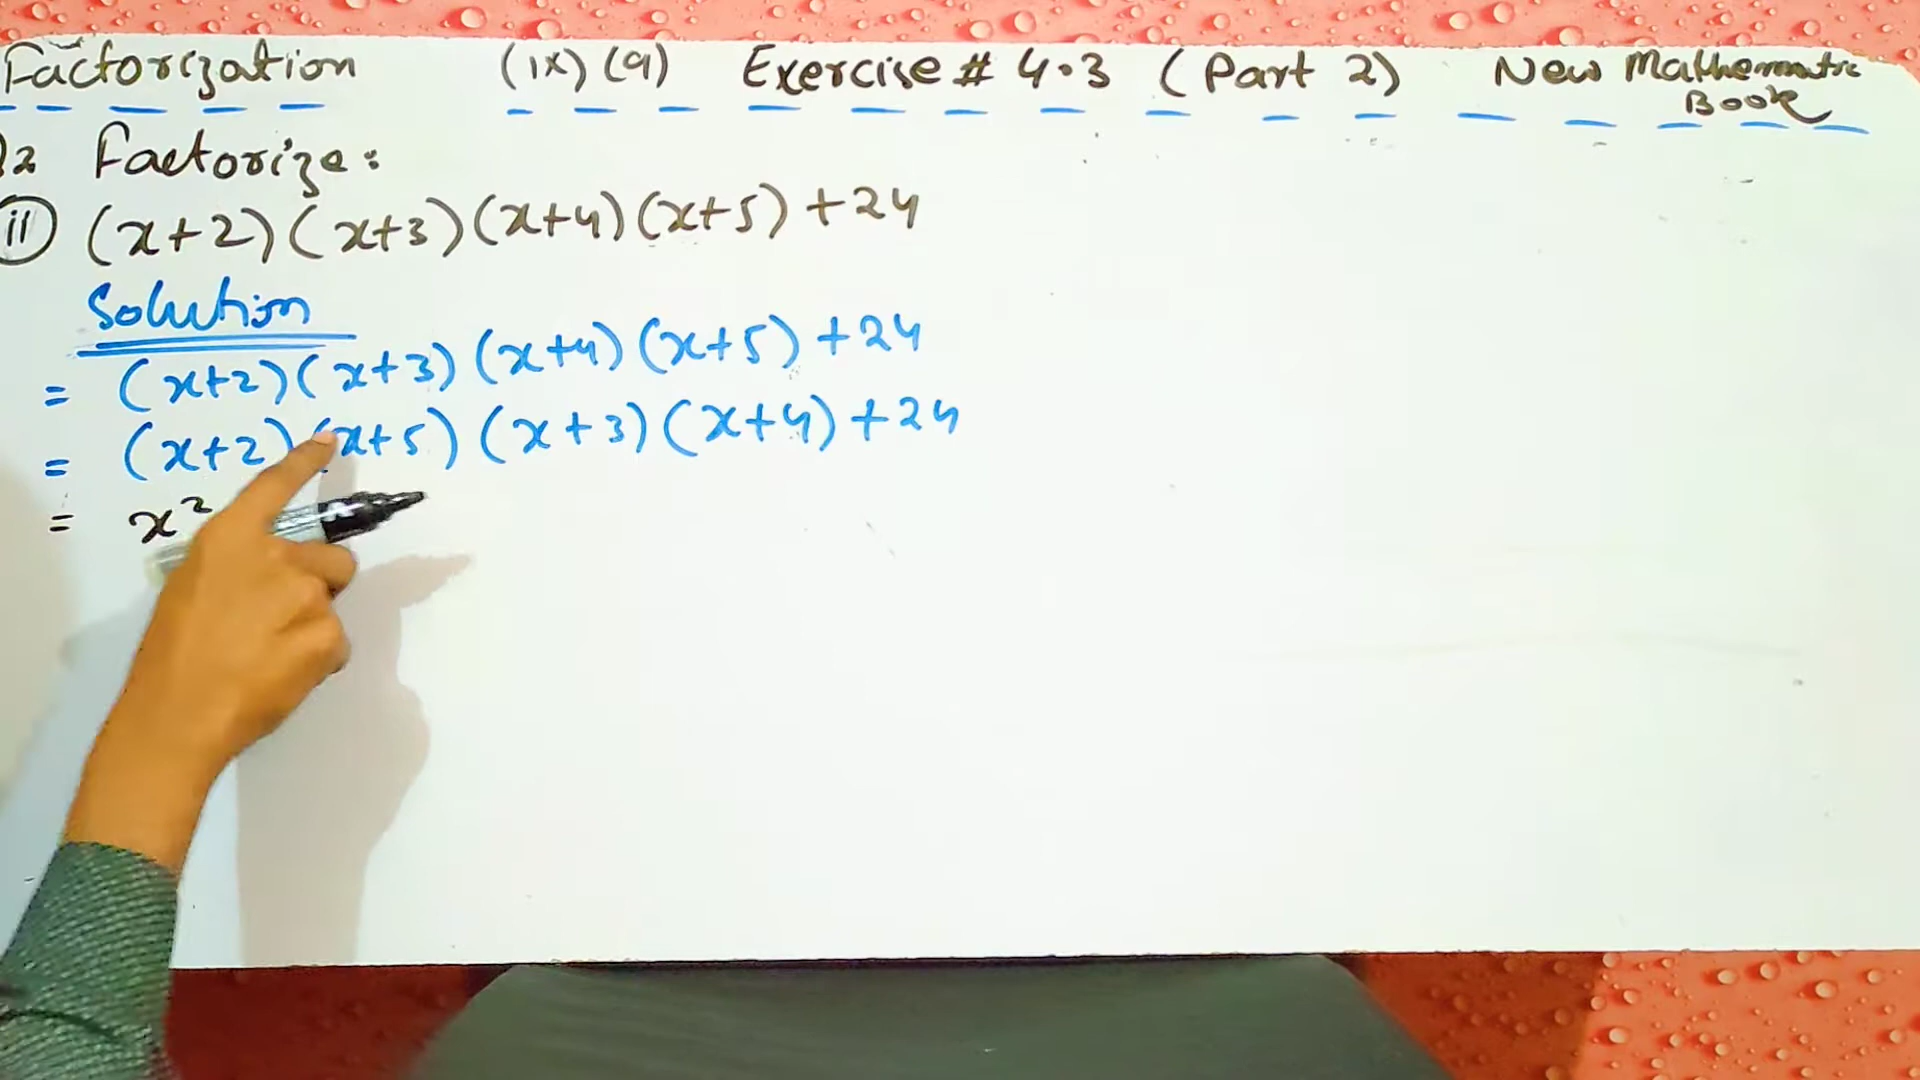 Factorization (ix)(9) Exercise # 4.3 (Part 2) New Mathematic Book
Q2 Factorize:
ii (x+2)(x+3)(x+4)(x+5)+24
Solution
= (x+2)(x+3)(x+4)(x+5)+24
= (x+2)(x+5)(x+3)(x+4)+24
= x²